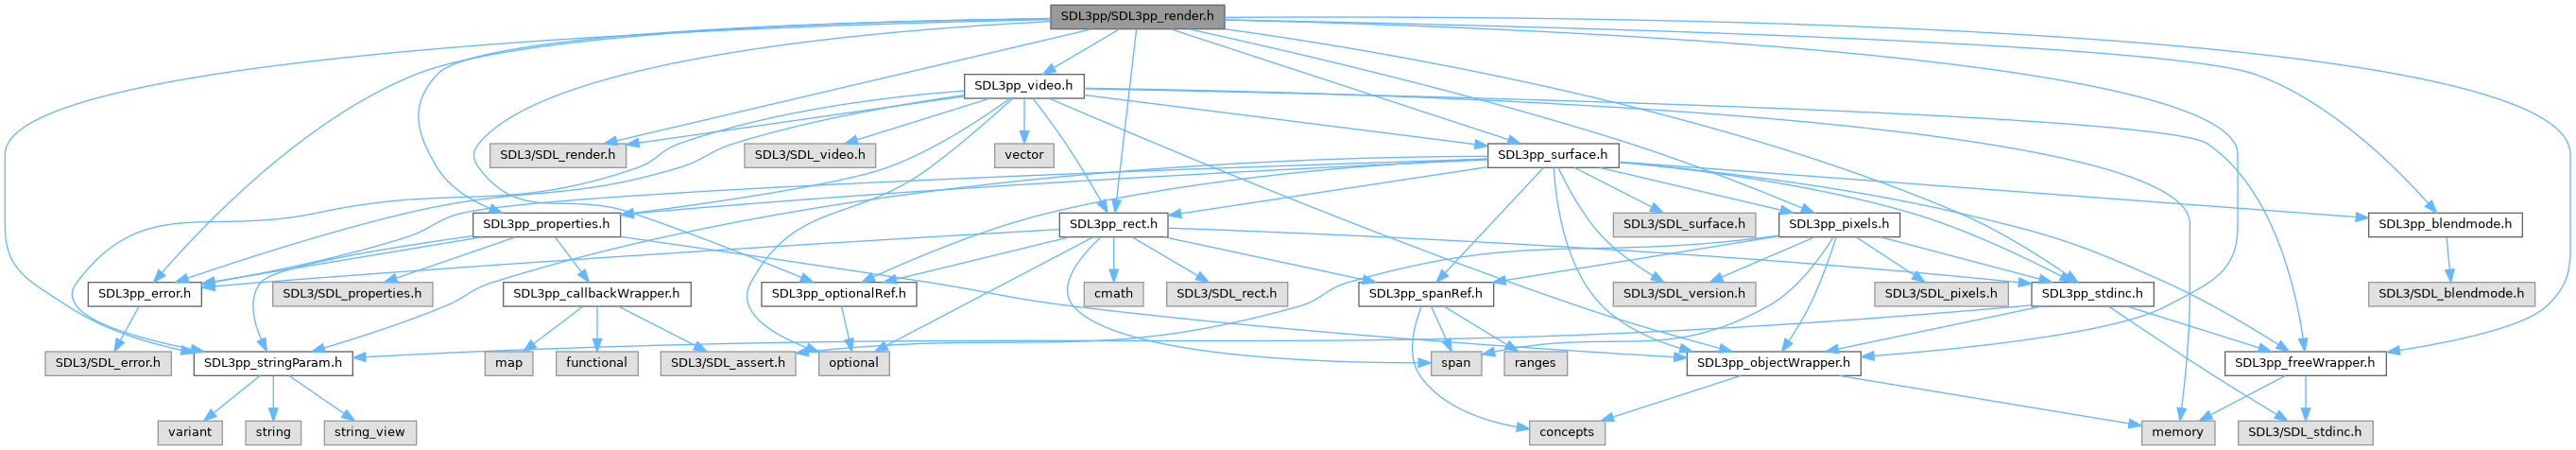 SDL3pp/SDL3pp_render.h
SDL3pp_video.h
SDL3/SDL_render.h
SDL3/SDL_video.h
vector
SDL3pp_surface.h
SDL3pp_properties.h
SDL3pp_rect.h
SDL3/SDL_surface.h
SDL3pp_pixels.h
SDL3pp_blendmode.h
SDL3pp_error.h
SDL3/SDL_properties.h
SDL3pp_callbackWrapper.h
SDL3pp_optionalRef.h
cmath
SDL3/SDL_rect.h
SDL3pp_spanRef.h
SDL3/SDL_version.h
SDL3/SDL_pixels.h
SDL3pp_stdinc.h
SDL3/SDL_blendmode.h
SDL3/SDL_error.h
SDL3pp_stringParam.h
map
functional
SDL3/SDL_assert.h
optional
span
ranges
SDL3pp_objectWrapper.h
SDL3pp_freeWrapper.h
variant
string
string_view
concepts
memory
SDL3/SDL_stdinc.h